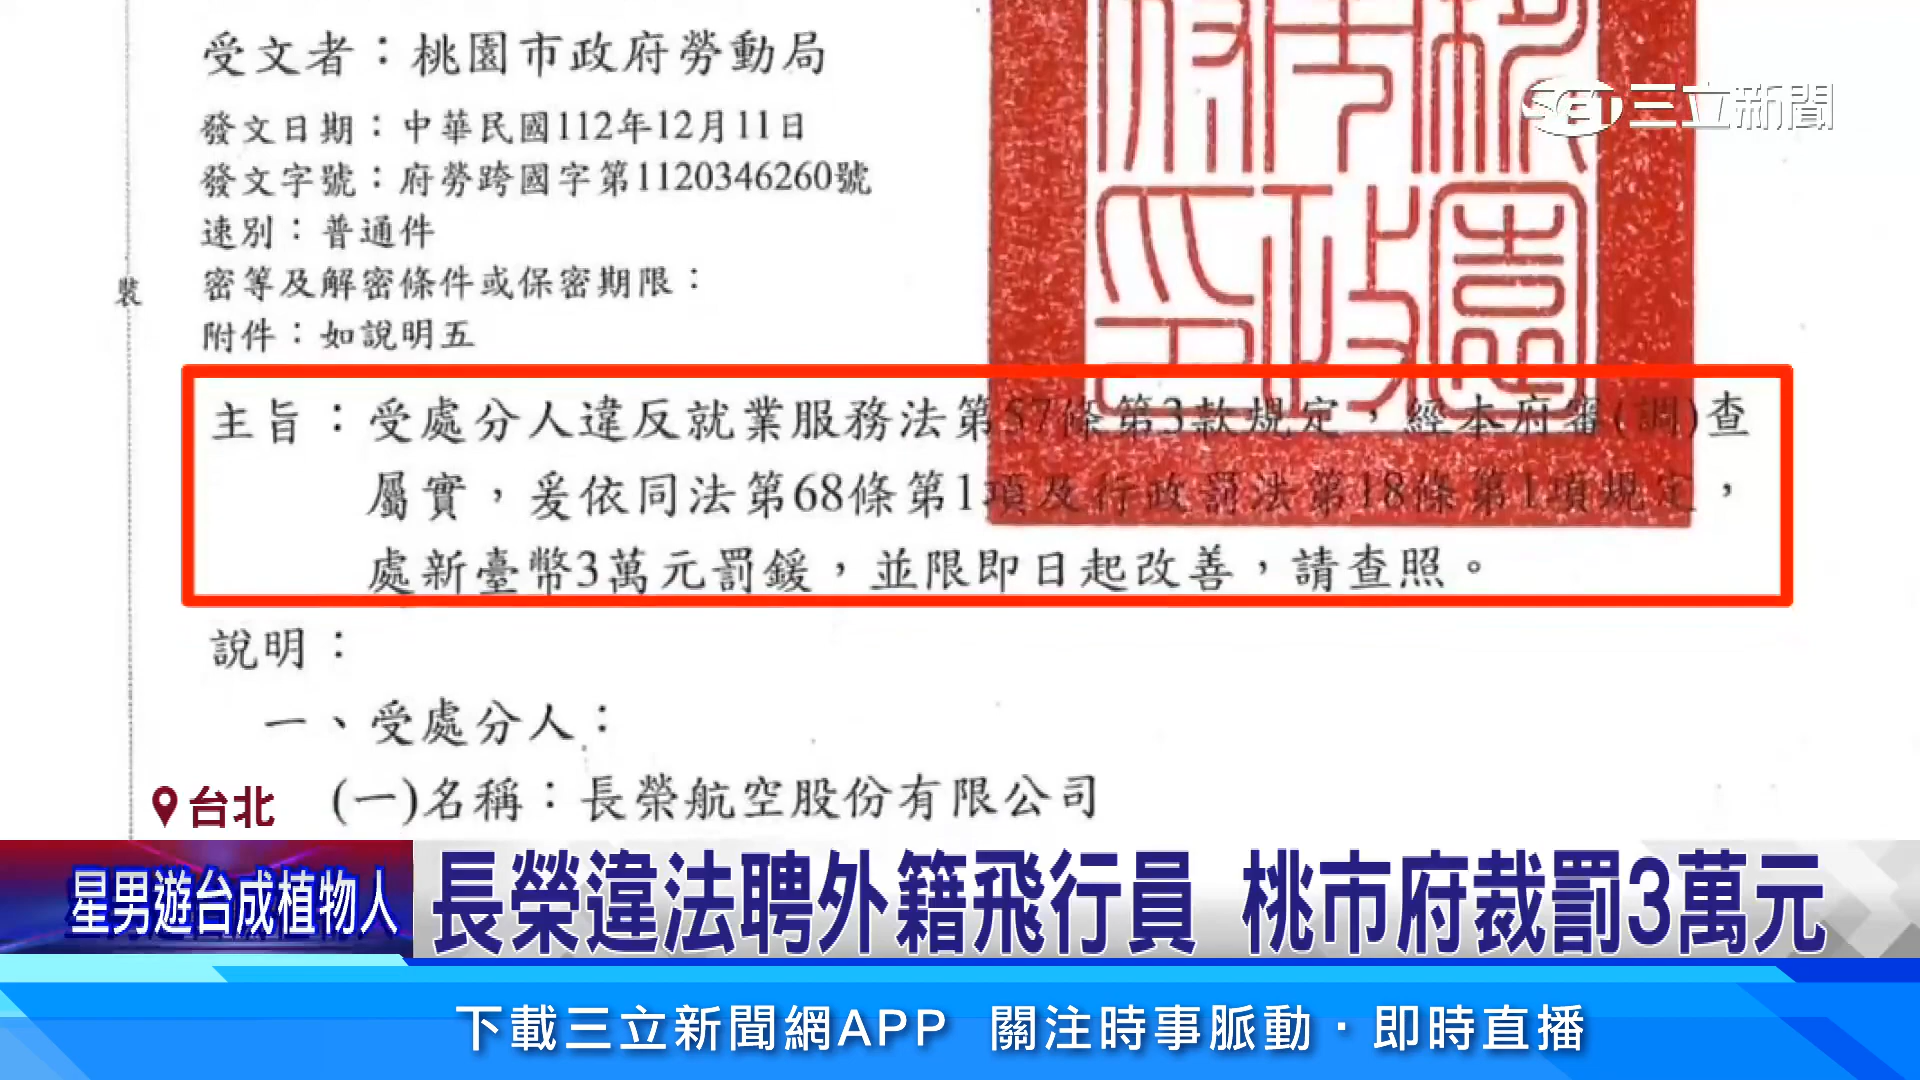 受文者：桃園市政府勞動局
SET三立新聞
發文日期：中華民國112年12月11日
發文字號：府勞跨國字第1120346260號
速別：普通件
密等及解密條件或保密期限：
裝
附件：如說明五
主旨：受處分人違反就業服務法第57條第3款規定，經本府審(調)查
屬實，爰依同法第68條第1項及行政罰法第18條第1項規定，
處新臺幣3萬元罰鍰，並限即日起改善，請查照。
說明：
一、受處分人：
(一)名稱：長榮航空股份有限公司
台北
星男遊台成植物人
長榮違法聘外籍飛行員 桃市府裁罰3萬元
下載三立新聞網APP 關注時事脈動·即時直播